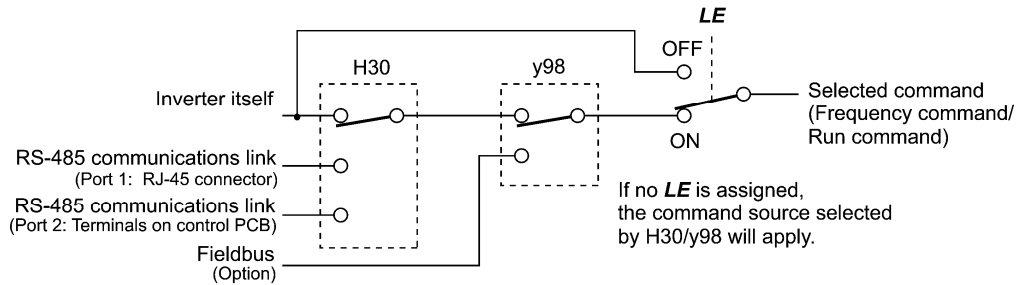 LE
OFF
H30
y98
Inverter itself
Selected command
(Frequency command/
Run command)
ON
RS-485 communications link
(Port 1: RJ-45 connector)
RS-485 communications link
(Port 2: Terminals on control PCB)
If no LE is assigned,
the command source selected
by H30/y98 will apply.
Fieldbus
(Option)